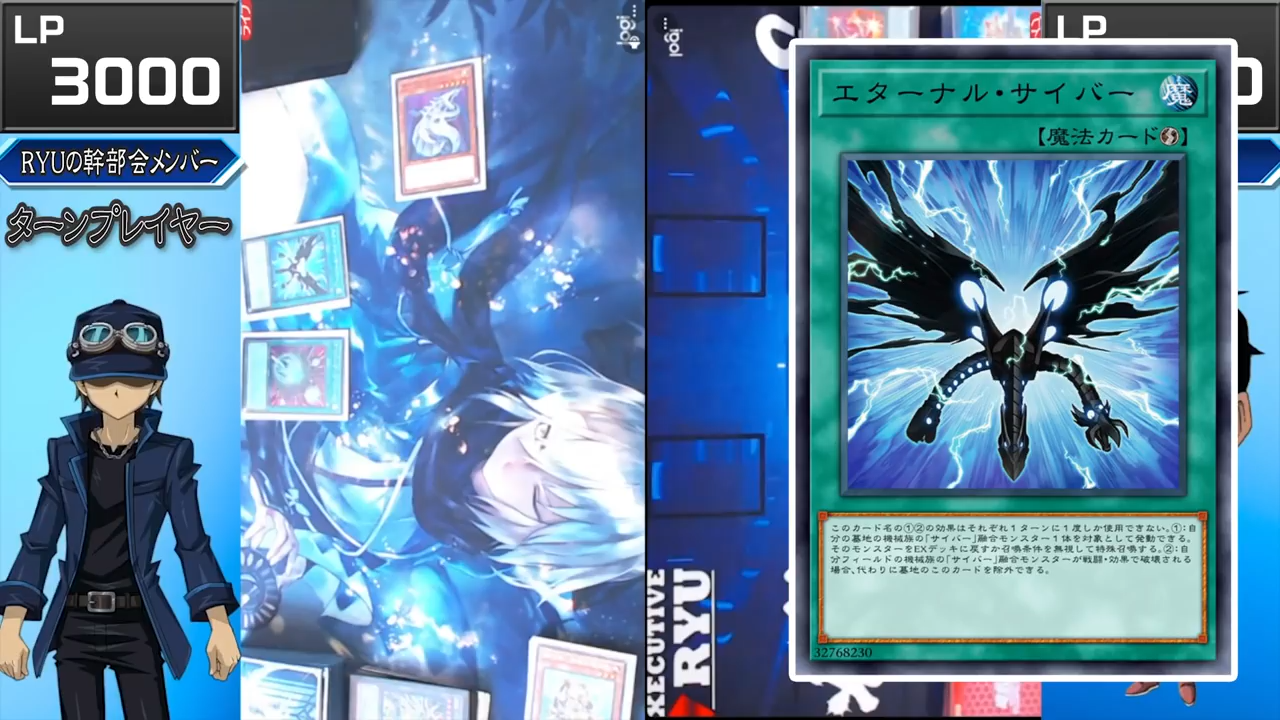 LP
3000
RYUの幹部会メンバー
ターンプレイヤー
LP
0
エターナル・サイバー
魔
【魔法カード】
このカード名の①②の効果はそれぞれ1ターンに1度しか使用できない。①:自
分の墓地の機械族の「サイバー」融合モンスター1体を対象として発動できる。
そのモンスターをEXデッキに戻すか召喚条件を無視して特殊召喚する。②:自
分フィールドの機械族の「サイバー」融合モンスターが戦闘・効果で破壊される
場合、代わりに墓地のこのカードを除外できる。
32768230
EXECUTIVE
RYU